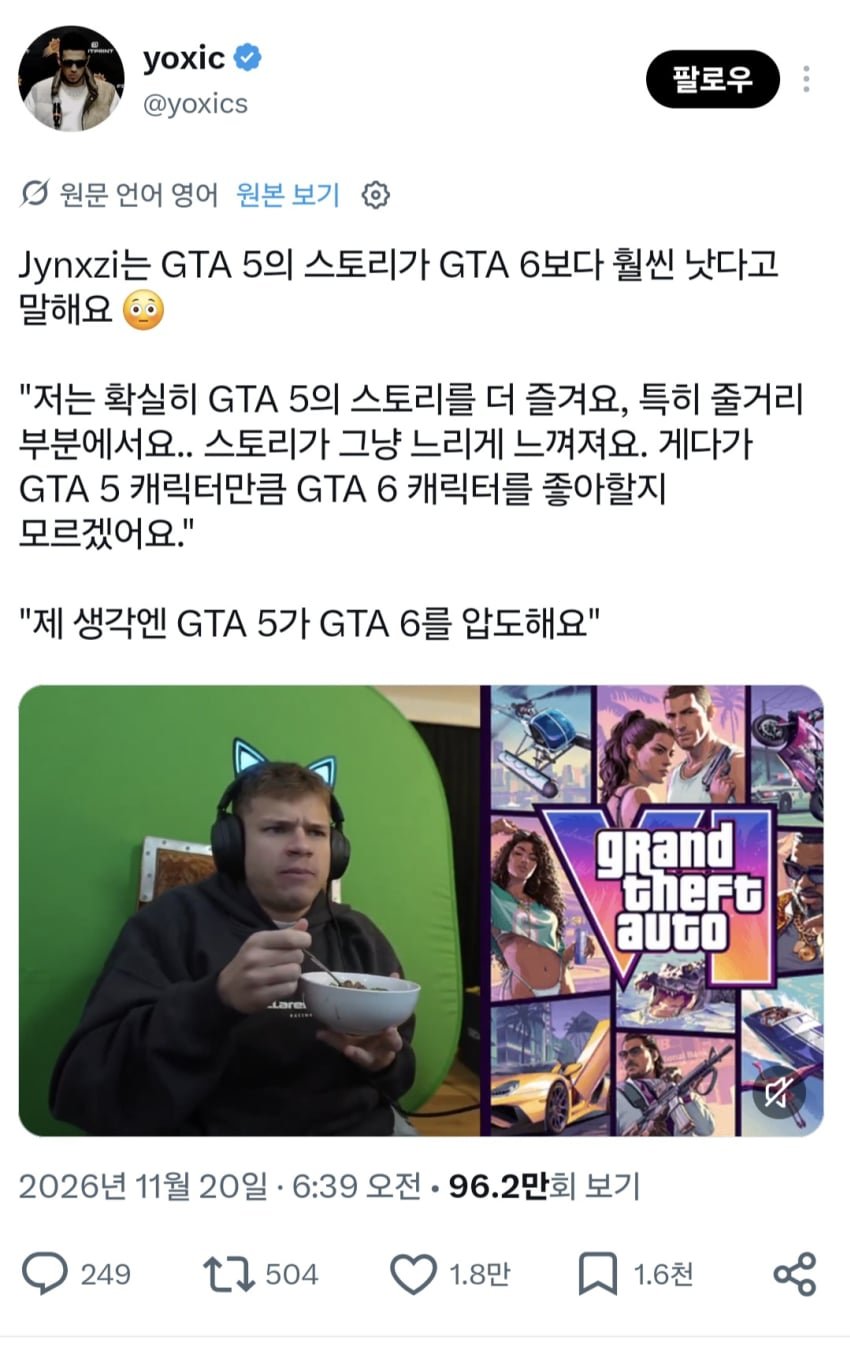 yoxic
@yoxics
팔로우
원문 언어 영어 원본 보기
Jynxzi는 GTA 5의 스토리가 GTA 6보다 훨씬 낫다고
말해요 😳
"저는 확실히 GTA 5의 스토리를 더 즐겨요, 특히 줄거리
부분에서요.. 스토리가 그냥 느리게 느껴져요. 게다가
GTA 5 캐릭터만큼 GTA 6 캐릭터를 좋아할지
모르겠어요."
"제 생각엔 GTA 5가 GTA 6를 압도해요"
grand
theft
auto
VI
2026년 11월 20일 · 6:39 오전 · 96.2만회 보기
249 504 1.8만 1.6천